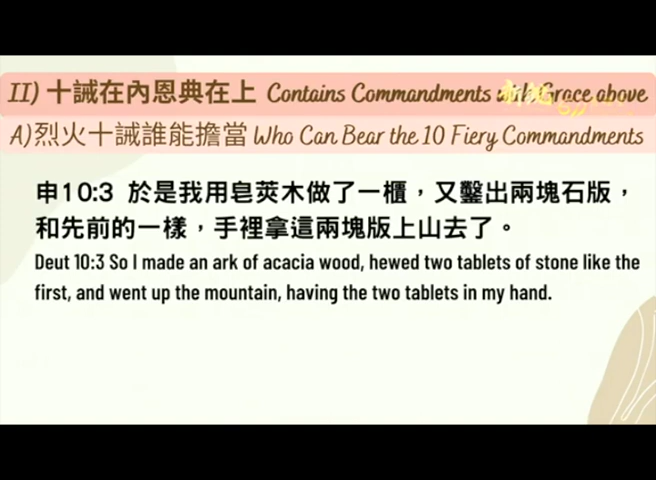 II) 十誡在內恩典在上 Contains Commandments with Grace above
A)烈火十誡誰能擔當 Who Can Bear the 10 Fiery Commandments
申10:3 於是我用皂莢木做了一櫃，又鑿出兩塊石版，
和先前的一樣，手裡拿這兩塊版上山去了。
Deut 10:3 So I made an ark of acacia wood, hewed two tablets of stone like the
first, and went up the mountain, having the two tablets in my hand.